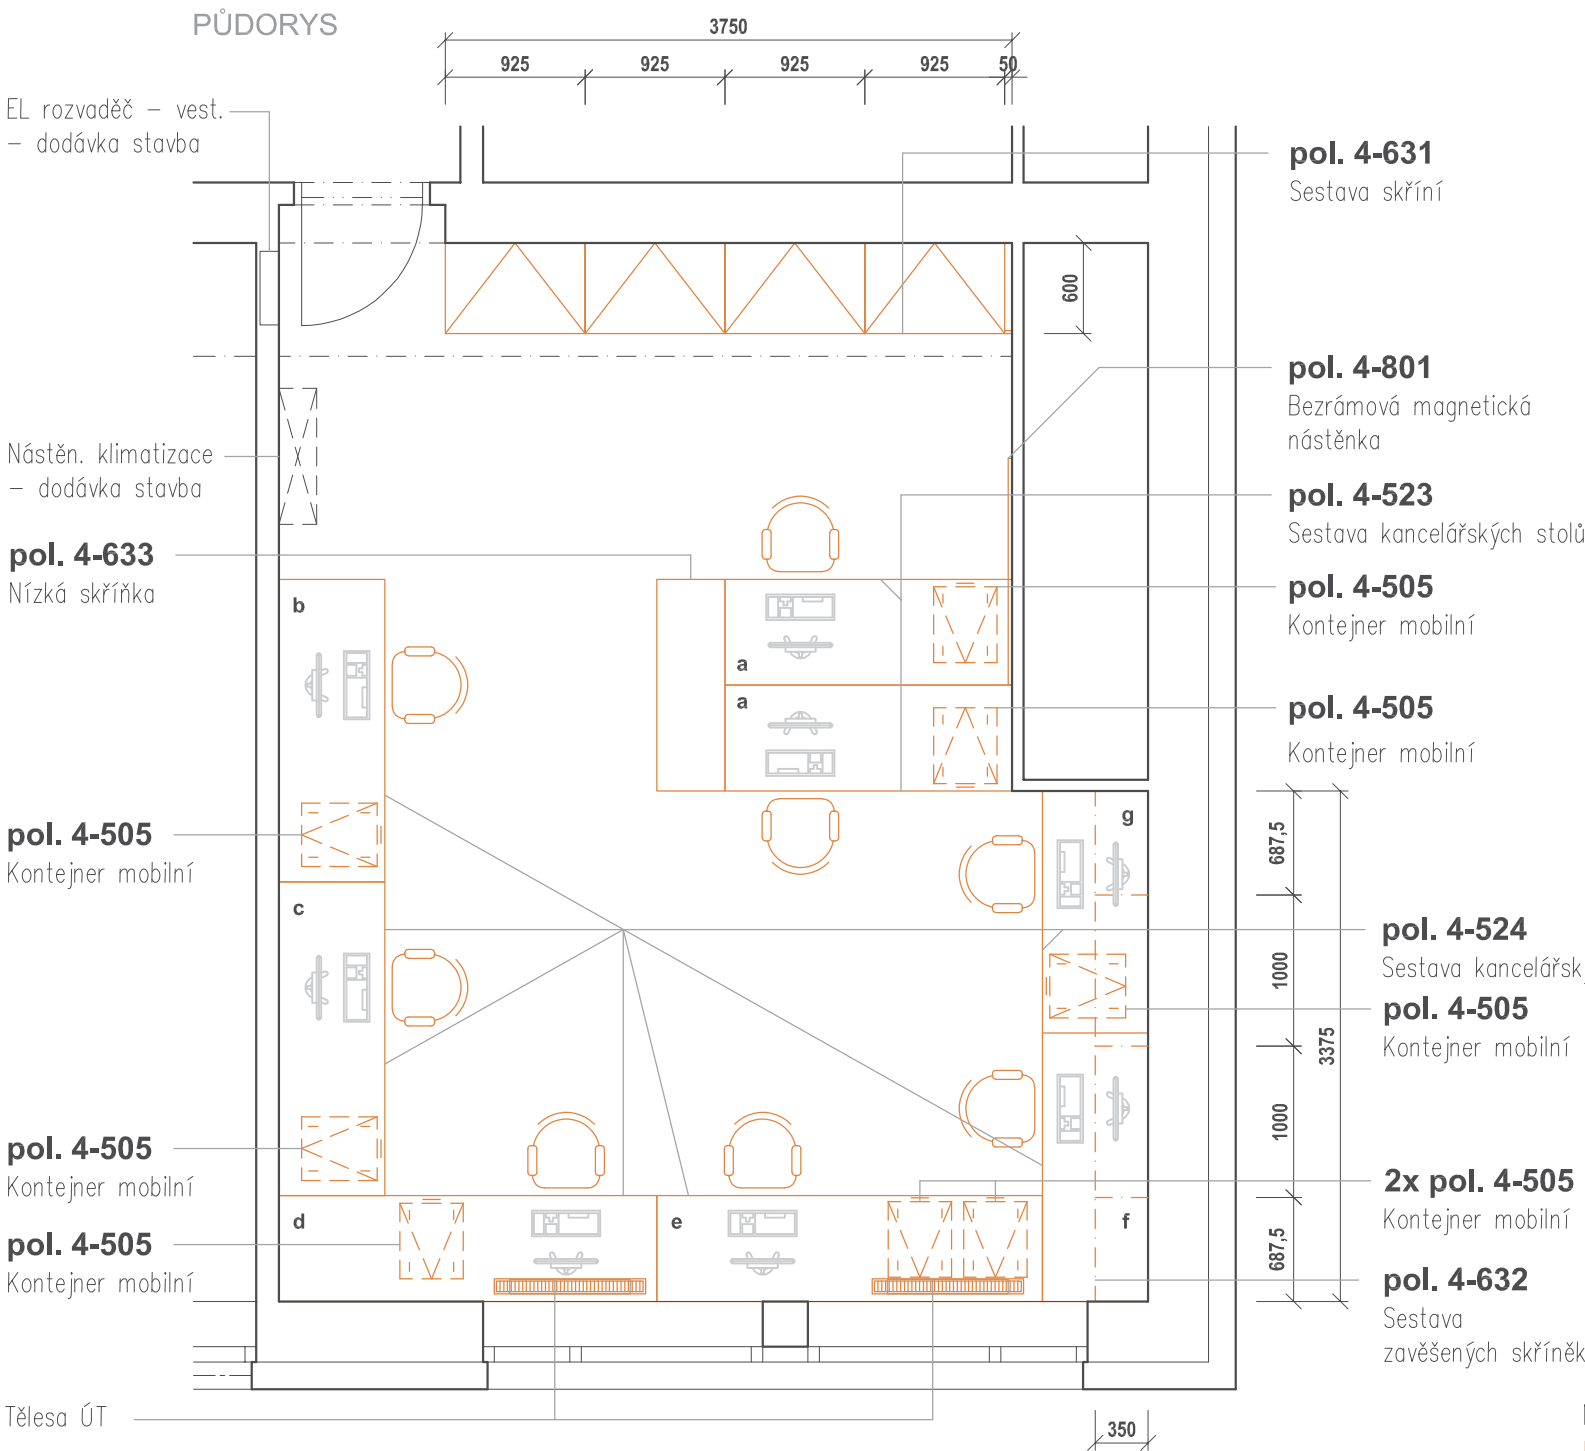 PŮDORYS
3750
925
925
925
925
50
EL rozvaděč – vest.
– dodávka stavba
pol. 4-631
Sestava skříní
600
pol. 4-801
Bezrámová magnetická
nástěnka
Nástěn. klimatizace
– dodávka stavba
pol. 4-523
Sestava kancelářských stolů
pol. 4-633
Nízká skříňka
pol. 4-505
Kontejner mobilní
b
a
a
pol. 4-505
Kontejner mobilní
g
687,5
pol. 4-505
Kontejner mobilní
c
pol. 4-524
Sestava kancelářsk
1000
pol. 4-505
Kontejner mobilní
3375
1000
pol. 4-505
Kontejner mobilní
2x pol. 4-505
Kontejner mobilní
d
e
f
687,5
pol. 4-505
Kontejner mobilní
pol. 4-632
Sestava
zavěšených skříněk
Tělesa ÚT
350